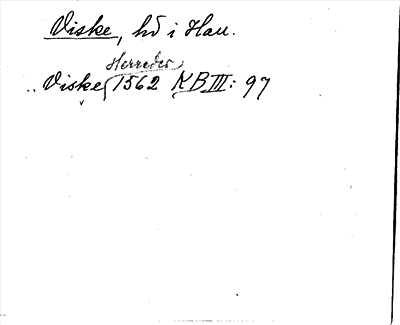 Viske, hd i Hall.
Herreder
.. Viske 1562 KB III: 97